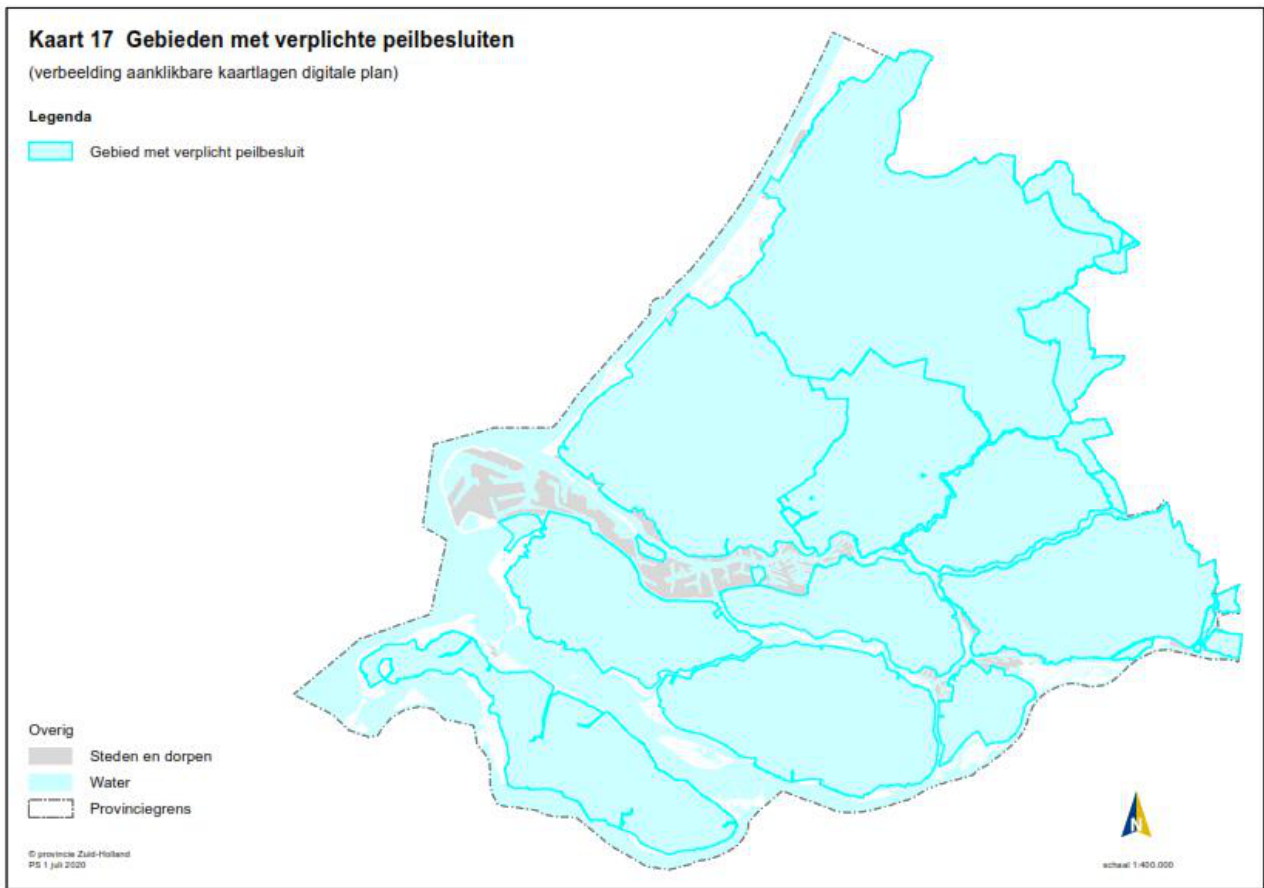 Kaart 17 Gebieden met verplichte peilbesluiten
(verbeelding aanklikbare kaartlagen digitale plan)
Legenda
Gebied met verplicht peilbesluit
Overig
Steden en dorpen
Water
Provinciegrens
© provincie Zuid-Holland
PS 1 juli 2020
N
schaal 1:400.000